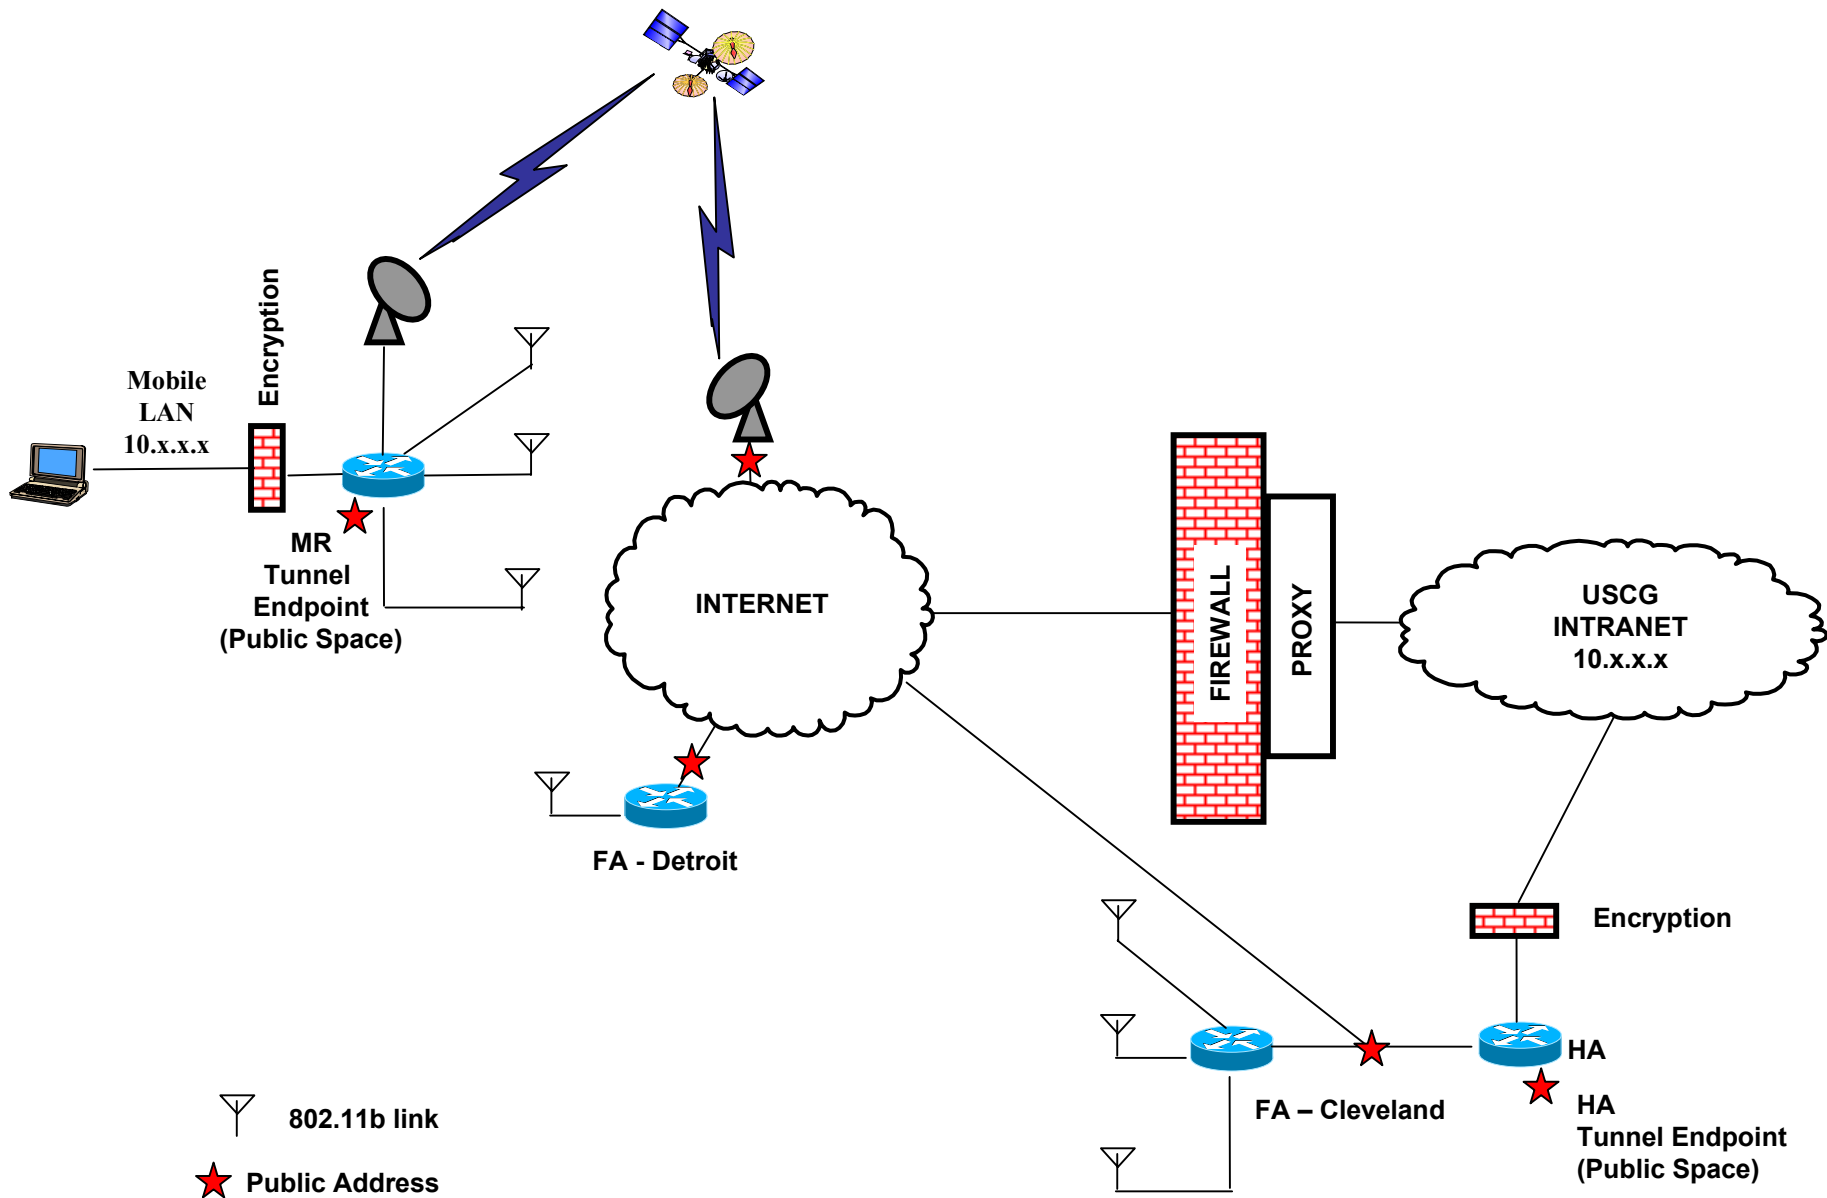 Encryption
Mobile
LAN
10.x.x.x
MR
Tunnel
Endpoint
(Public Space)
INTERNET
FIREWALL
PROXY
USCG
INTRANET
10.x.x.x
FA - Detroit
Encryption
HA
FA – Cleveland
HA
Tunnel Endpoint
(Public Space)
802.11b link
Public Address